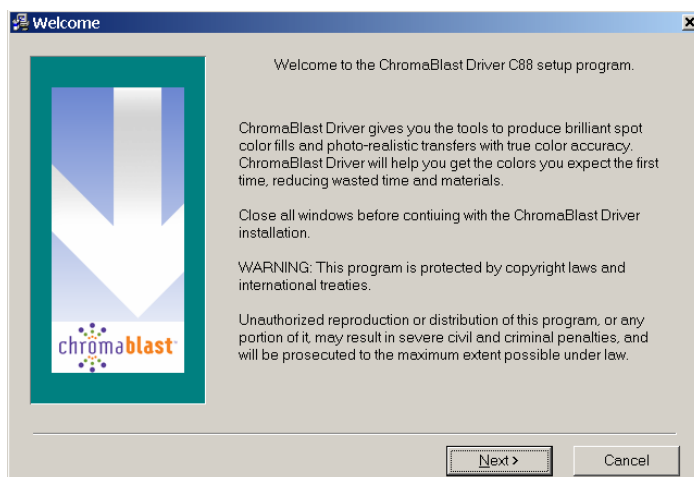 Welcome
Welcome to the ChromaBlast Driver C88 setup program.
ChromaBlast Driver gives you the tools to produce brilliant spot
color fills and photo-realistic transfers with true color accuracy.
ChromaBlast Driver will help you get the colors you expect the first
time, reducing wasted time and materials.
Close all windows before contiuing with the ChromaBlast Driver
installation.
WARNING: This program is protected by copyright laws and
international treaties.
Unauthorized reproduction or distribution of this program, or any
portion of it, may result in severe civil and criminal penalties, and
will be prosecuted to the maximum extent possible under law.
chromablast
Next >
Cancel